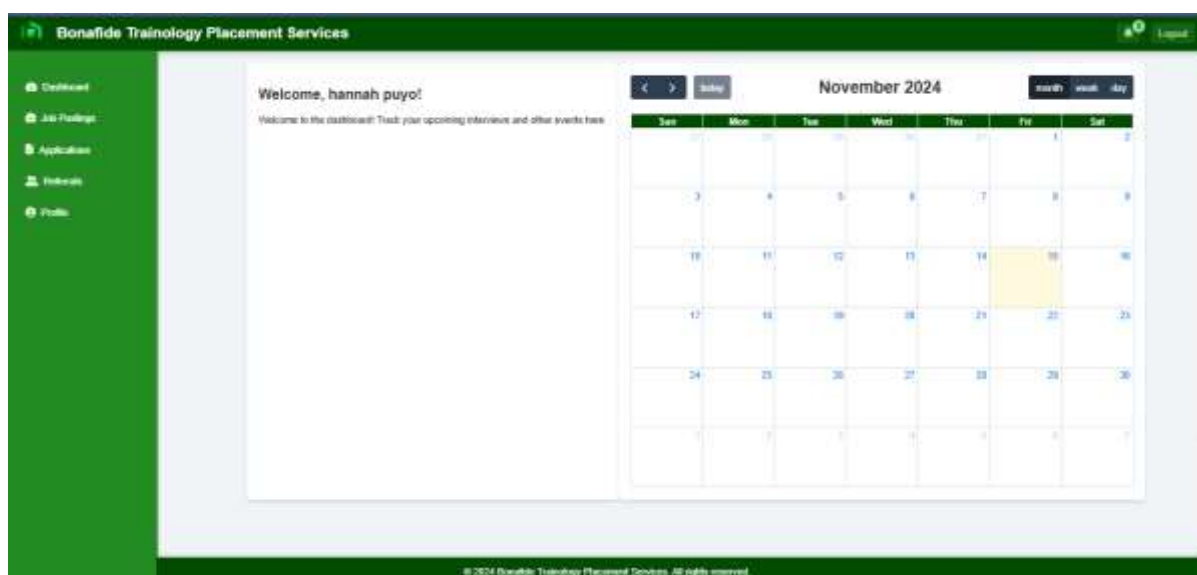 Bonafide Trainology Placement Services
Logout
Dashboard
Job Postings
Applications
Referrals
Profile
Welcome, hannah puyo!
Welcome to the dashboard! Track your upcoming interviews and other events here
today
November 2024
month week day
Sun Mon Tue Wed Thu Fri Sat
1 2
3 4 5 6 7 8 9
10 11 12 13 14 15 16
17 18 19 20 21 22 23
24 25 26 27 28 29 30
© 2024 Bonafide Trainology Placement Services. All rights reserved.